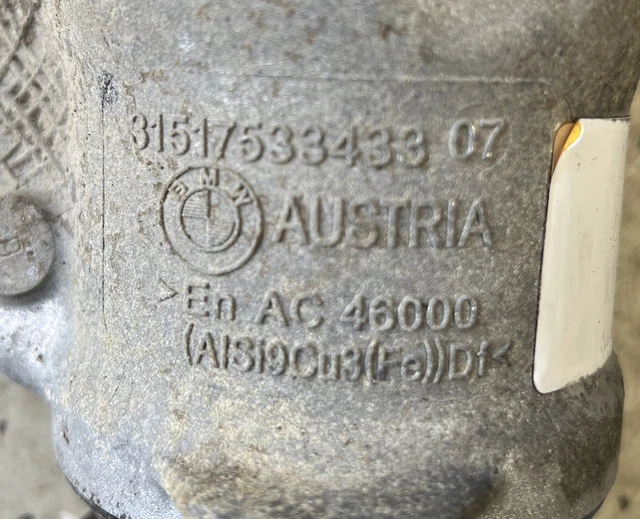 31517533433 07
BMW
AUSTRIA
>En AC 46000
(AlSi9Cu3(Fe))Df<